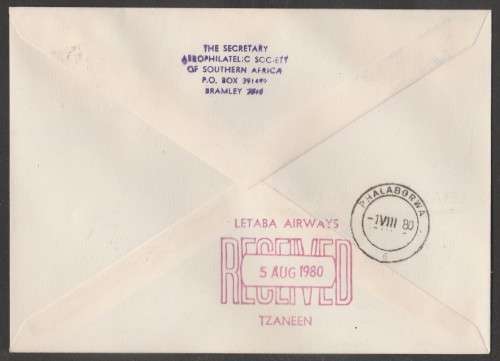 THE SECRETARY
AEROPHILATELIC SOCIETY
OF SOUTHERN AFRICA
P.O. BOX
BRAMLEY
PHALABORWA
-1 VIII 80
LETABA AIRWAYS
RECEIVED
5 AUG 1980
TZANEEN